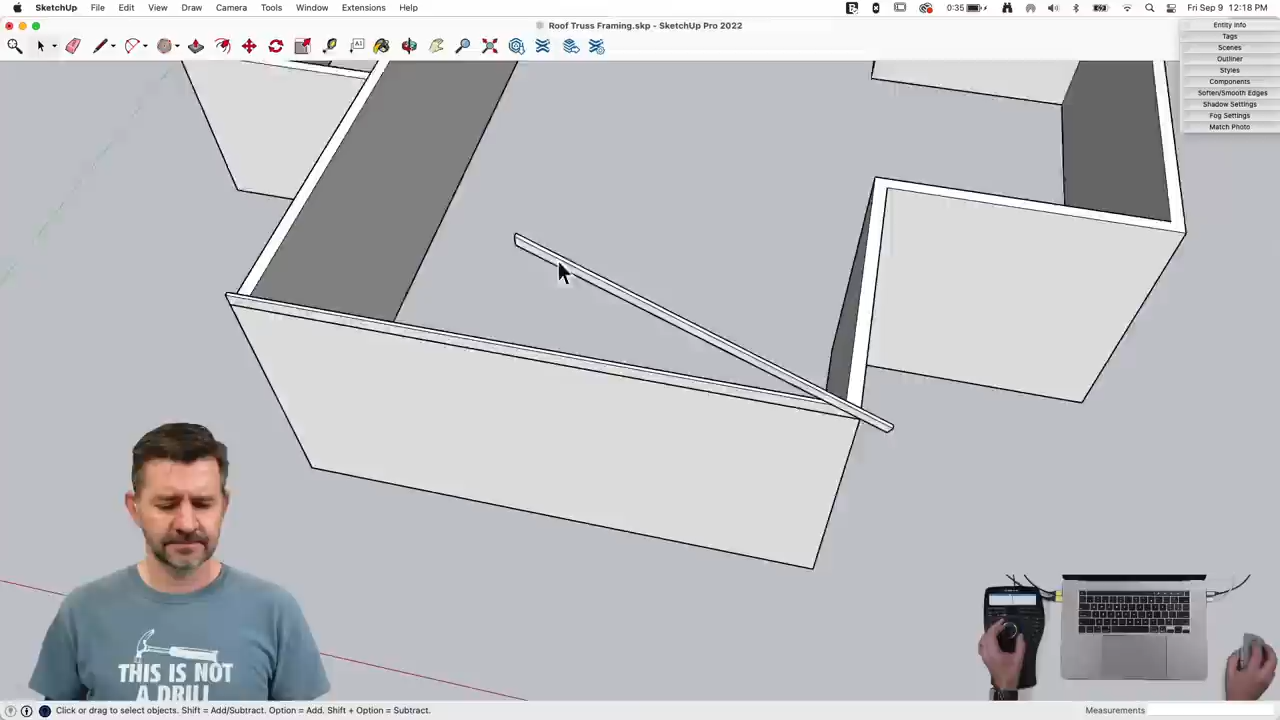 SketchUp File Edit View Draw Camera Tools Window Extensions Help
0:35 Fri Sep 9 12:18 PM
Roof Truss Framing.skp - SketchUp Pro 2022
Entity Info
Tags
Scenes
Outliner
Styles
Components
Soften/Smooth Edges
Shadow Settings
Fog Settings
Match Photo
THIS IS NOT
A DRILL
Click or drag to select objects. Shift = Add/Subtract. Option = Add. Shift + Option = Subtract.
Measurements